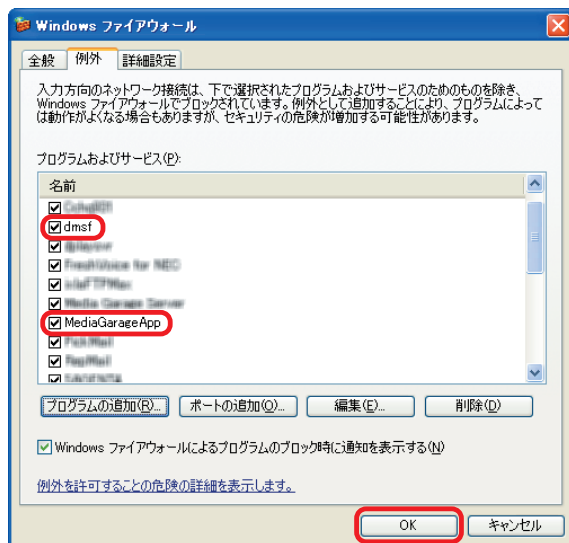 Windows ファイアウォール
全般 例外 詳細設定
入力方向のネットワーク接続は、下で選択されたプログラムおよびサービスのためのものを除き、
Windows ファイアウォールでブロックされています。例外として追加することにより、プログラムによって
は動作がよくなる場合もありますが、セキュリティの危険が増加する可能性があります。
プログラムおよびサービス(P):
名前
dmsf
MediaGarageApp
プログラムの追加(R)... ポートの追加(O)... 編集(E)... 削除(D)
Windows ファイアウォールによるプログラムのブロック時に通知を表示する(N)
例外を許可することの危険の詳細を表示します。
OK キャンセル